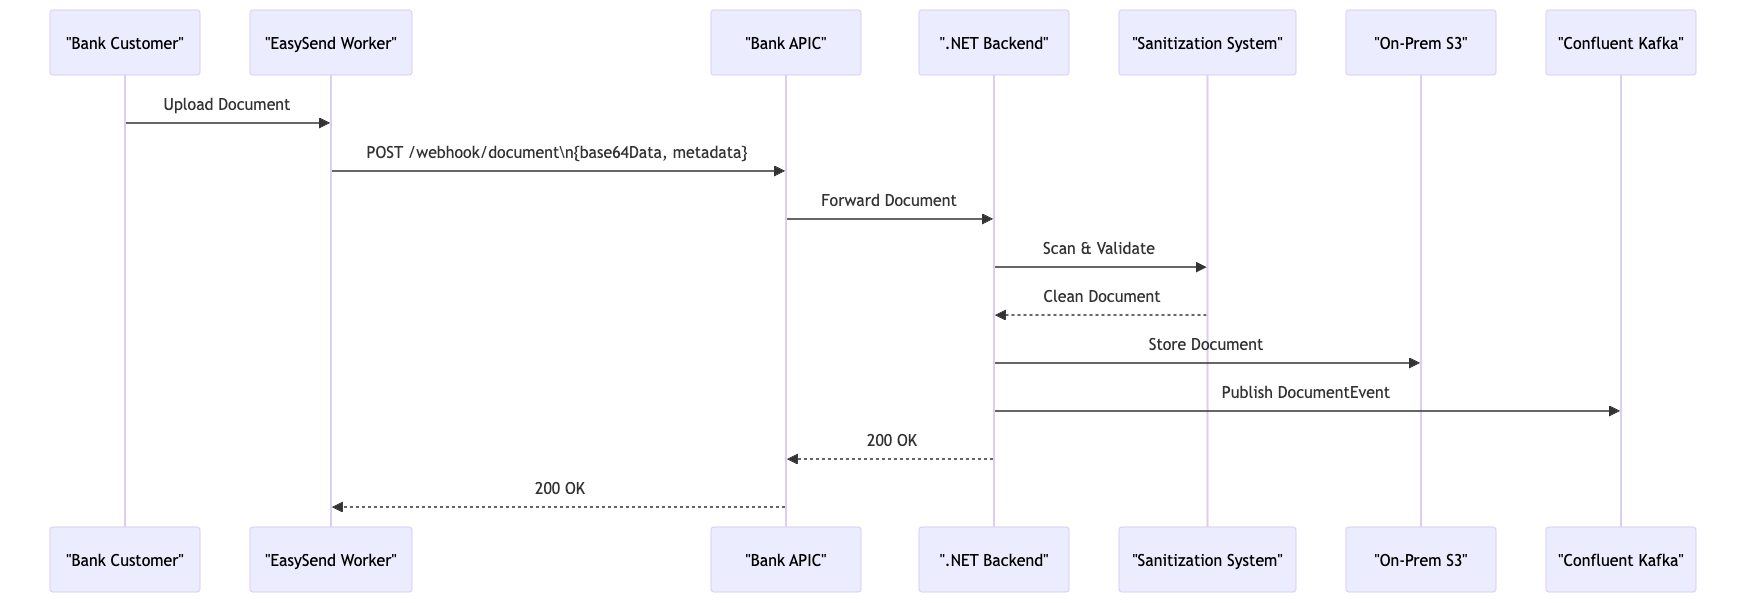 "Bank Customer"
"EasySend Worker"
"Bank APIC"
".NET Backend"
"Sanitization System"
"On-Prem S3"
"Confluent Kafka"
Upload Document
POST /webhook/document\n{base64Data, metadata}
Forward Document
Scan & Validate
Clean Document
Store Document
Publish DocumentEvent
200 OK
200 OK
"Bank Customer"
"EasySend Worker"
"Bank APIC"
".NET Backend"
"Sanitization System"
"On-Prem S3"
"Confluent Kafka"